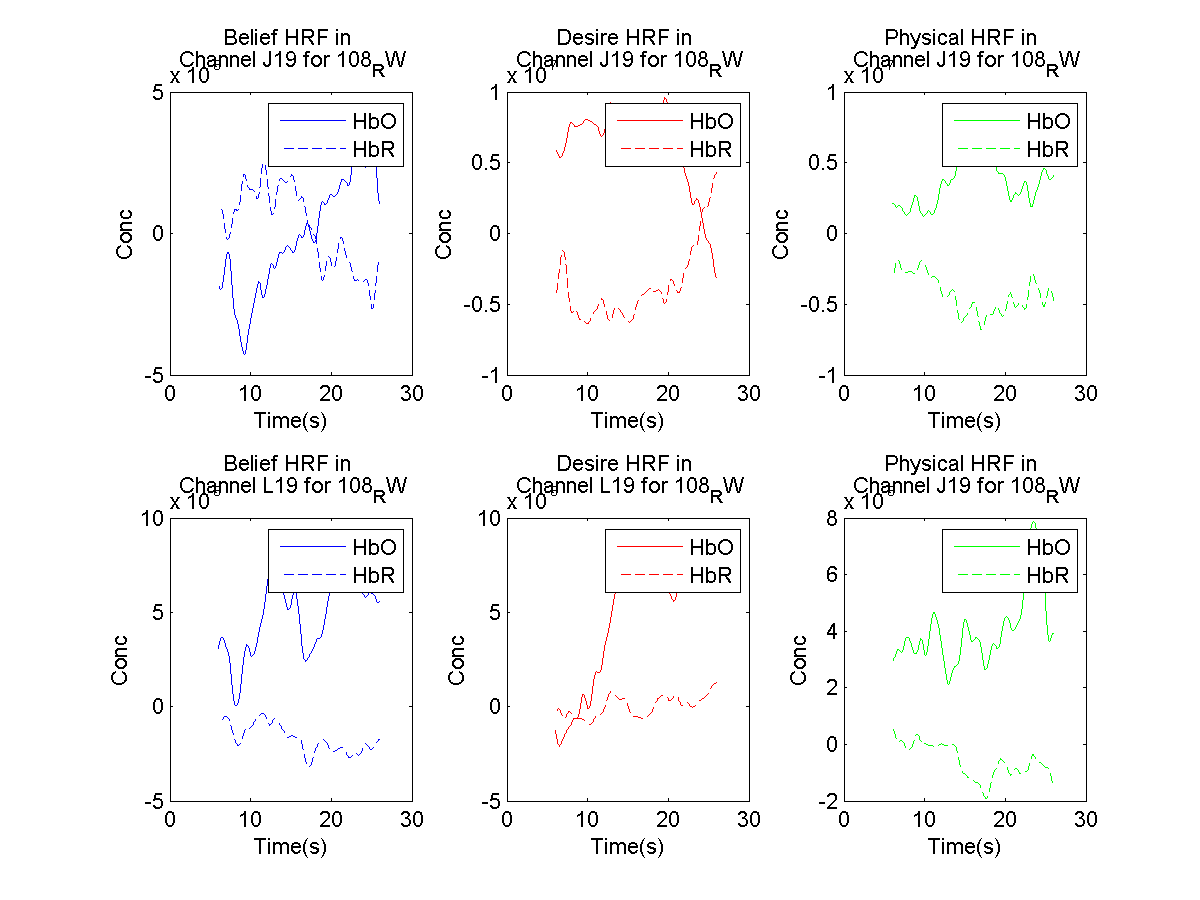 Belief HRF in
Channel J19 for 108RW
x 10
5
0
-5
0
10
20
30
Conc
Time(s)
HbO
HbR
Desire HRF in
Channel J19 for 108RW
x 10
1
0.5
0
-0.5
-1
0
10
20
30
Conc
Time(s)
HbO
HbR
Physical HRF in
Channel J19 for 108RW
x 10
1
0.5
0
-0.5
-1
0
10
20
30
Conc
Time(s)
HbO
HbR
Belief HRF in
Channel L19 for 108RW
x 10
10
5
0
-5
0
10
20
30
Conc
Time(s)
HbO
HbR
Desire HRF in
Channel L19 for 108RW
x 10
10
5
0
-5
0
10
20
30
Conc
Time(s)
HbO
HbR
Physical HRF in
Channel J19 for 108RW
x 10
8
6
4
2
0
-2
0
10
20
30
Conc
Time(s)
HbO
HbR